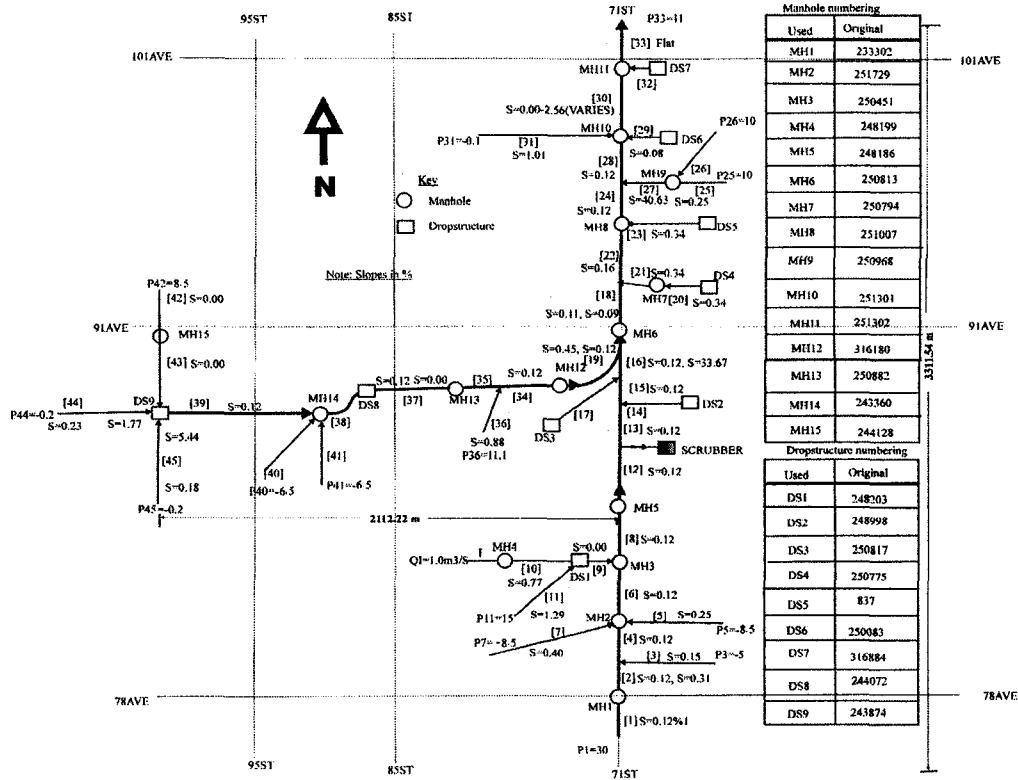 71ST
Manhole numbering
95ST
85ST
P33=-31
Used Original
[33] Flat
MH1 233302
101AVE
101AVE
MH11
DS7
MH2 251729
[32]
[30]
MH3 250451
S=0.00-2.56(VARIES)
P26=10
MH10
[29]
MH4 248199
P31=-0.1
[31]
DS6
S=0.08
S=1.01
MH5 248186
[28]
S=0.12
MH9
[26]
P25=10
MH6 250813
N
Key
[27]
[25]
Manhole
[24]
S=40.63
S=0.25
MH7 250794
S=0.12
Dropstructure
MH8
DS5
MH8 251007
[23] S=0.34
[22]
S=0.16
MH9 250968
Note: Slopes in %
[21] S=0.34
DS4
P42=8.5
[18]
MH7 [20]
S=0.34
MH10 251301
[42] S=0.00
S=0.11, S=0.09
MH11 251302
91AVE
MH6
91AVE
MH15
MH12 316180
S=0.45, S=0.12
[43] S=0.00
[19]
[16] S=0.12, S=33.67
3311.54 m
MH12
MH13 250882
S=0.12 S=0.00 [35] S=0.12
[44]
[39]
MH14
DS8
[37]
MH13
[34]
[15] S=0.12
DS9
DS2
MH14 243360
P44=-0.2
S=0.12
[38]
[14]
S=0.23 S=1.77
[36]
[17]
[13]
MH15 244128
S=5.44
DS3
S=0.12
S=0.88
[41]
P36=11.1
SCRUBBER
Dropstructure numbering
[45]
[40]
[12] S=0.12
Used Original
S=0.18
[40=-6.5
P41=-6.5
DS1 248203
P45=-0.2
2112.22 m
MH5
DS2 248998
S=0.00
[8] S=0.12
DS3 250817
MH4
QI=1.0m3/S
[10]
DS1
[9]
MH3
DS4 250775
S=0.77
[11]
[6] S=0.12
DS5 837
P11=15
S=1.29
MH2
[5] S=0.25
DS6 250083
P7=-8.5
[7]
P5=-8.5
S=0.40
[4] S=0.12
DS7 316884
[3] S=0.15
P3=-5
DS8 244072
[2] S=0.12, S=0.31
78AVE
78AVE
MH1
DS9 243874
[1] S=0.12%1
P1=30
95ST
85ST
71ST